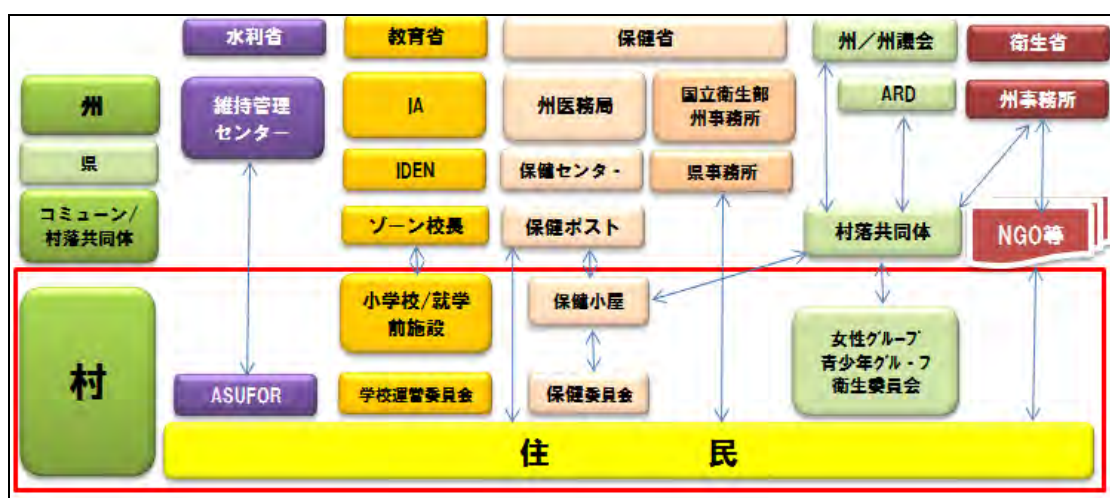 水利省
教育省
保健省
州／州議会
衛生省
州
維持管理
センター
IA
州医務局
国立衛生部
州事務所
ARD
州事務所
県
IDEN
保健センタ-
県事務所
コミューン/
村落共同体
ゾーン校長
保健ポスト
村落共同体
NGO等
村
小学校/就学
前施設
保健小屋
女性グループ
青少年グル-フ
衛生委員会
ASUFOR
学校運営委員会
保健委員会
住 民